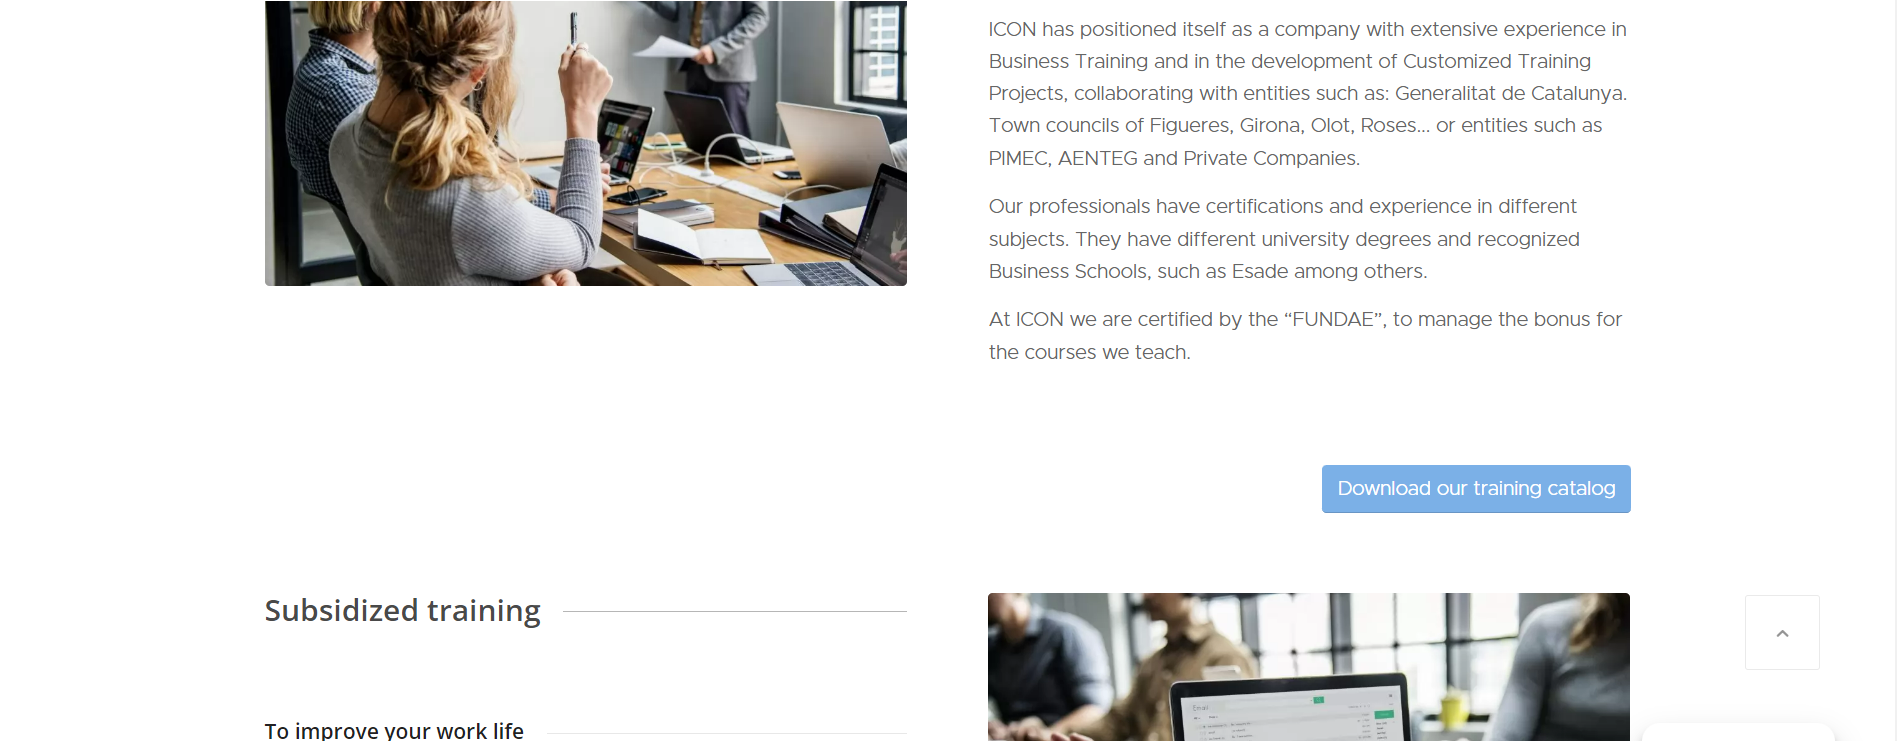 ICON has positioned itself as a company with extensive experience in
Business Training and in the development of Customized Training
Projects, collaborating with entities such as: Generalitat de Catalunya.
Town councils of Figueres, Girona, Olot, Roses... or entities such as
PIMEC, AENTEG and Private Companies.
Our professionals have certifications and experience in different
subjects. They have different university degrees and recognized
Business Schools, such as Esade among others.
At ICON we are certified by the “FUNDAE”, to manage the bonus for
the courses we teach.
Download our training catalog
Subsidized training
To improve your work life
Email